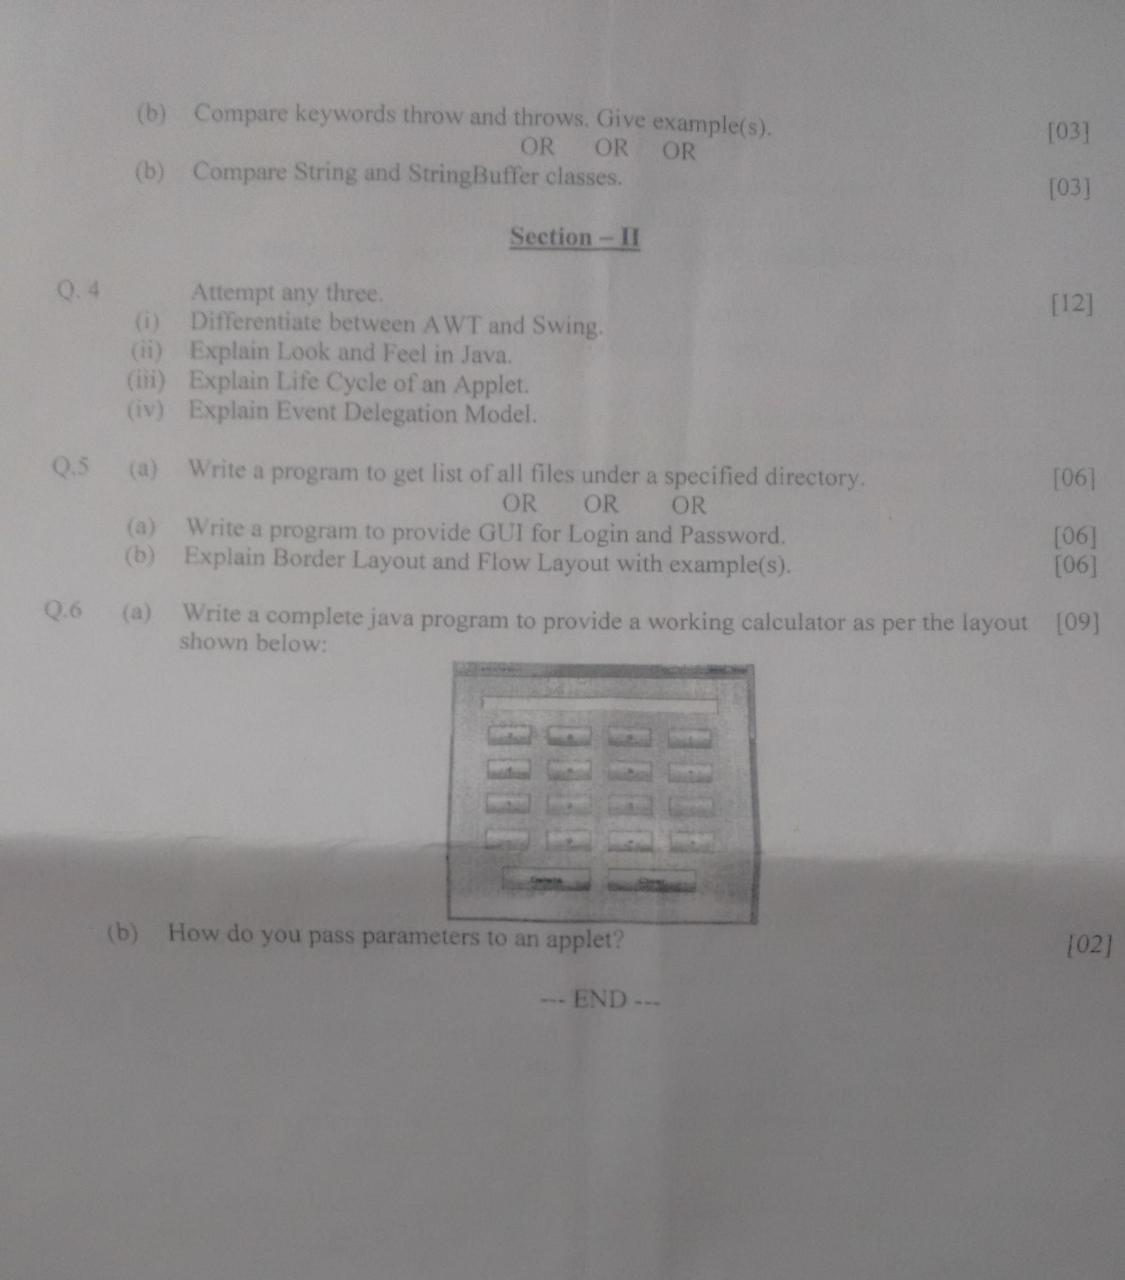 (b) Compare keywords throw and throws. Give example(s). [03]
OR OR OR
(b) Compare String and StringBuffer classes. [03]
Section – II
Q. 4 Attempt any three. [12]
(i) Differentiate between AWT and Swing.
(ii) Explain Look and Feel in Java.
(iii) Explain Life Cycle of an Applet.
(iv) Explain Event Delegation Model.
Q.5 (a) Write a program to get list of all files under a specified directory. [06]
OR OR OR
(a) Write a program to provide GUI for Login and Password. [06]
(b) Explain Border Layout and Flow Layout with example(s). [06]
Q.6 (a) Write a complete java program to provide a working calculator as per the layout [09]
shown below:
(b) How do you pass parameters to an applet? [02]
--- END ---